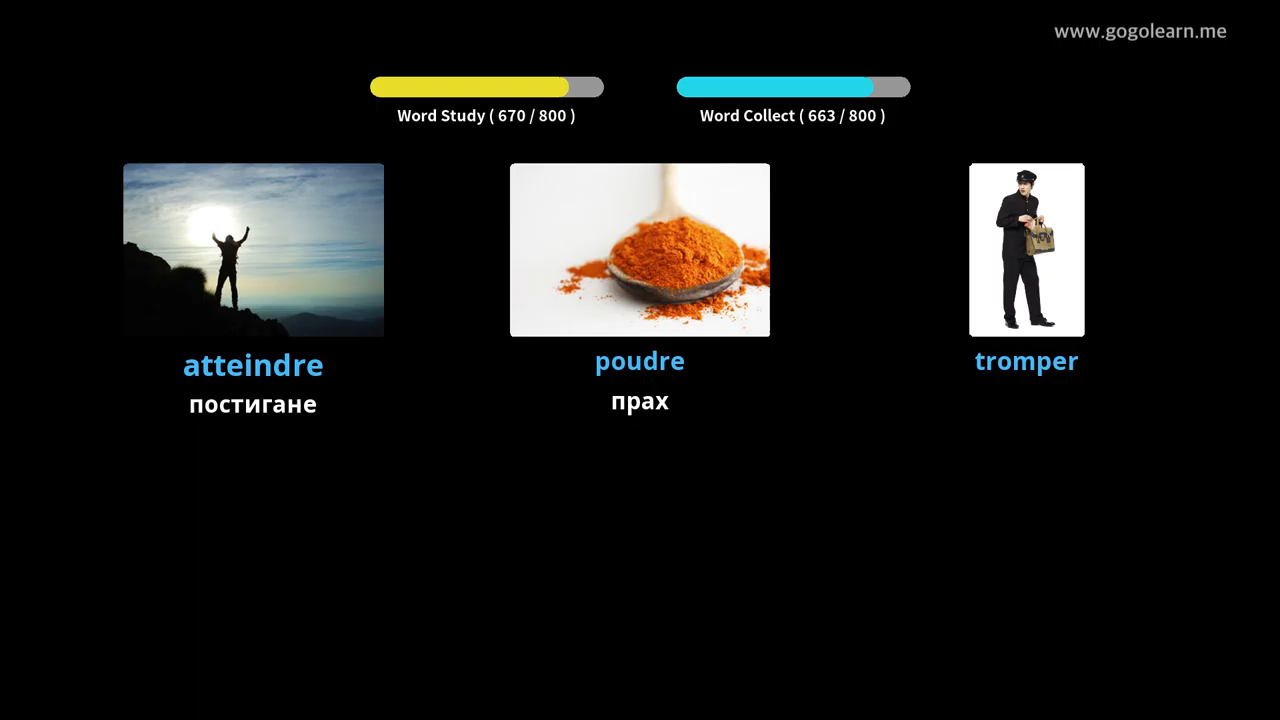 www.gogolearn.me
Word Study ( 670 / 800 )
Word Collect ( 663 / 800 )
atteindre
постигане
poudre
прах
tromper